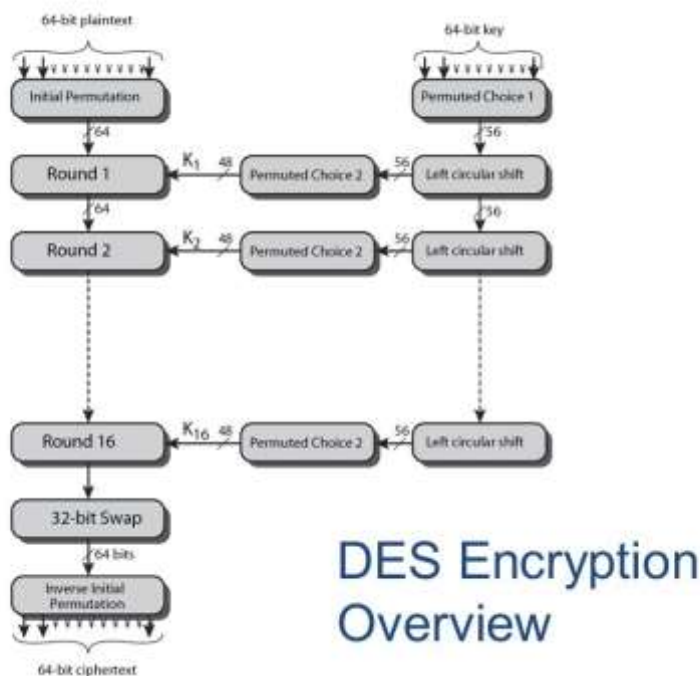 64-bit plaintext
64-bit key
Initial Permutation
Permuted Choice 1
64
56
Round 1
K1
48
Permuted Choice 2
56
Left circular shift
64
56
Round 2
K2
48
Permuted Choice 2
56
Left circular shift
Round 16
K16
48
Permuted Choice 2
56
Left circular shift
32-bit Swap
64 bits
Inverse Initial
Permutation
64-bit ciphertext
DES Encryption
Overview